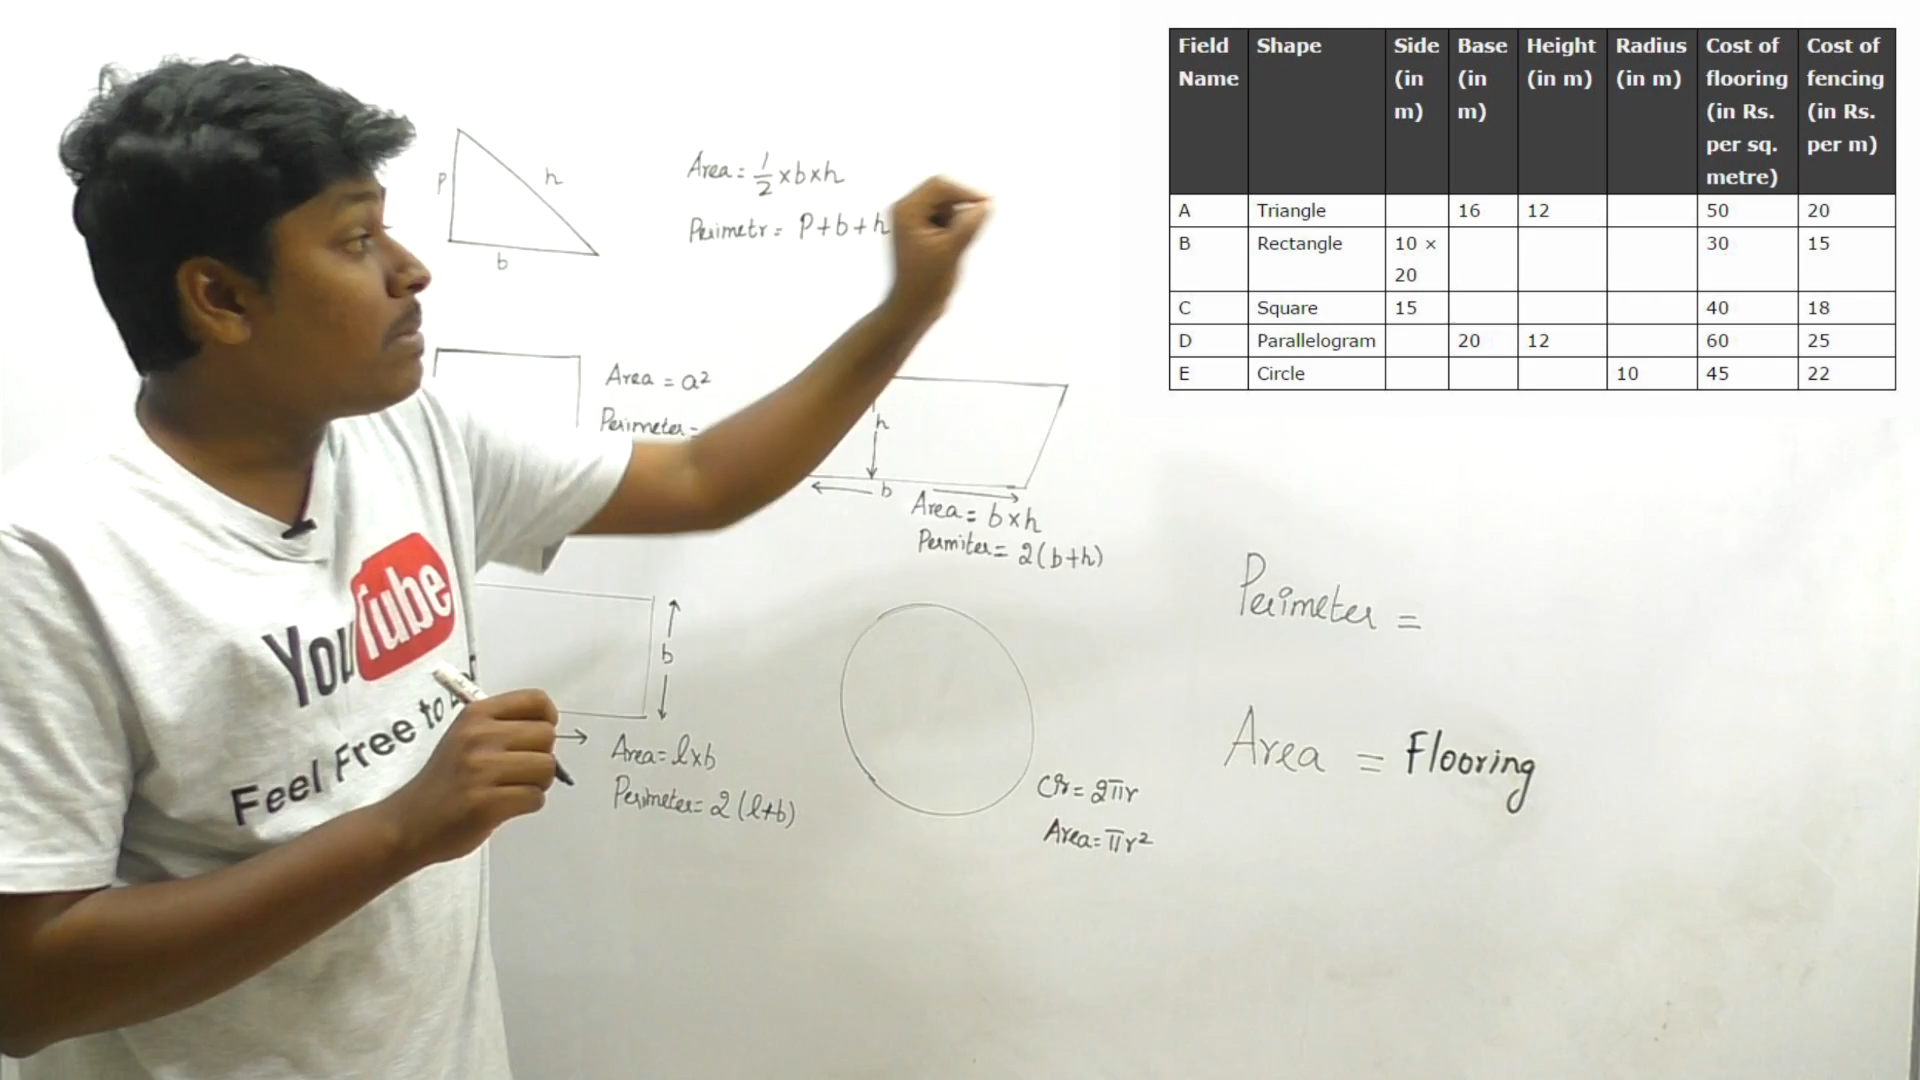 P
h
b
Area = 1/2 × b × h
Perimetr = P + b + h
Area = a²
Perimeter =
h
b
Area = b × h
Permiter = 2 (b + h)
b
Area = l × b
Perimeter = 2 (l + b)
Cr = 2πr
Area = πr²
Perimeter =
Area = Flooring
You Tube
Feel Free to
Field Name | Shape | Side (in m) | Base (in m) | Height (in m) | Radius (in m) | Cost of flooring (in Rs. per sq. metre) | Cost of fencing (in Rs. per m)
A | Triangle | | 16 | 12 | | 50 | 20
B | Rectangle | 10 × 20 | | | | 30 | 15
C | Square | 15 | | | | 40 | 18
D | Parallelogram | | 20 | 12 | | 60 | 25
E | Circle | | | | 10 | 45 | 22